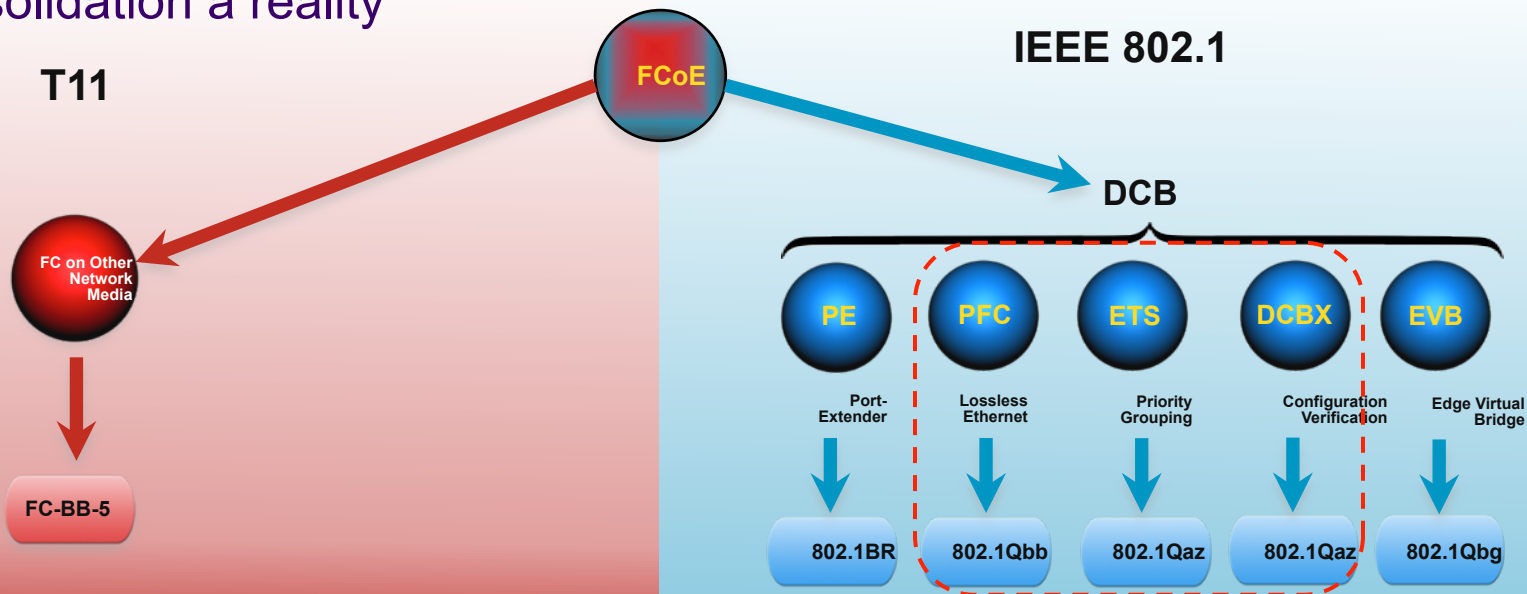 a reality
T11
FCoE
IEEE 802.1
DCB
FC on Other
Network
Media
FC-BB-5
PE
PFC
ETS
DCBX
EVB
Port-
Extender
Lossless
Ethernet
Priority
Grouping
Configuration
Verification
Edge Virtual
Bridge
802.1BR
802.1Qbb
802.1Qaz
802.1Qaz
802.1Qbg